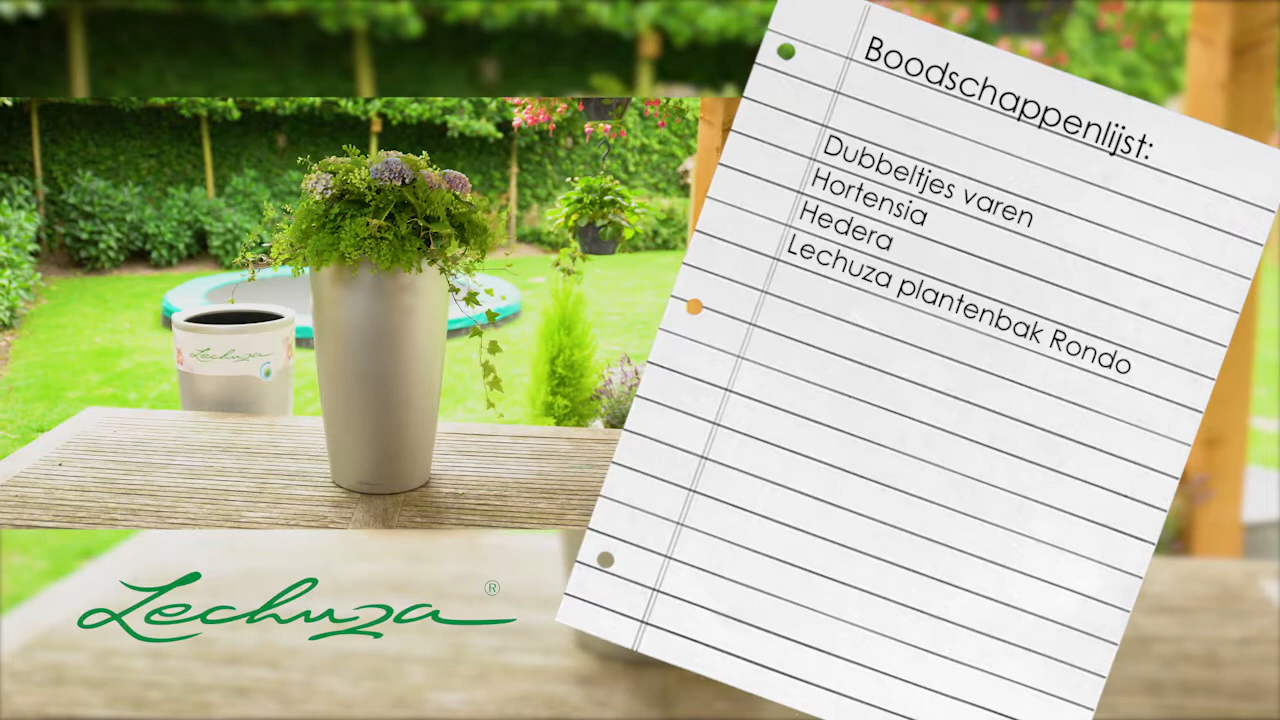 Boodschappenlijst:
Dubbeltjes varen
Hortensia
Hedera
Lechuza plantenbak Rondo
Lechuza
Lechuza ®